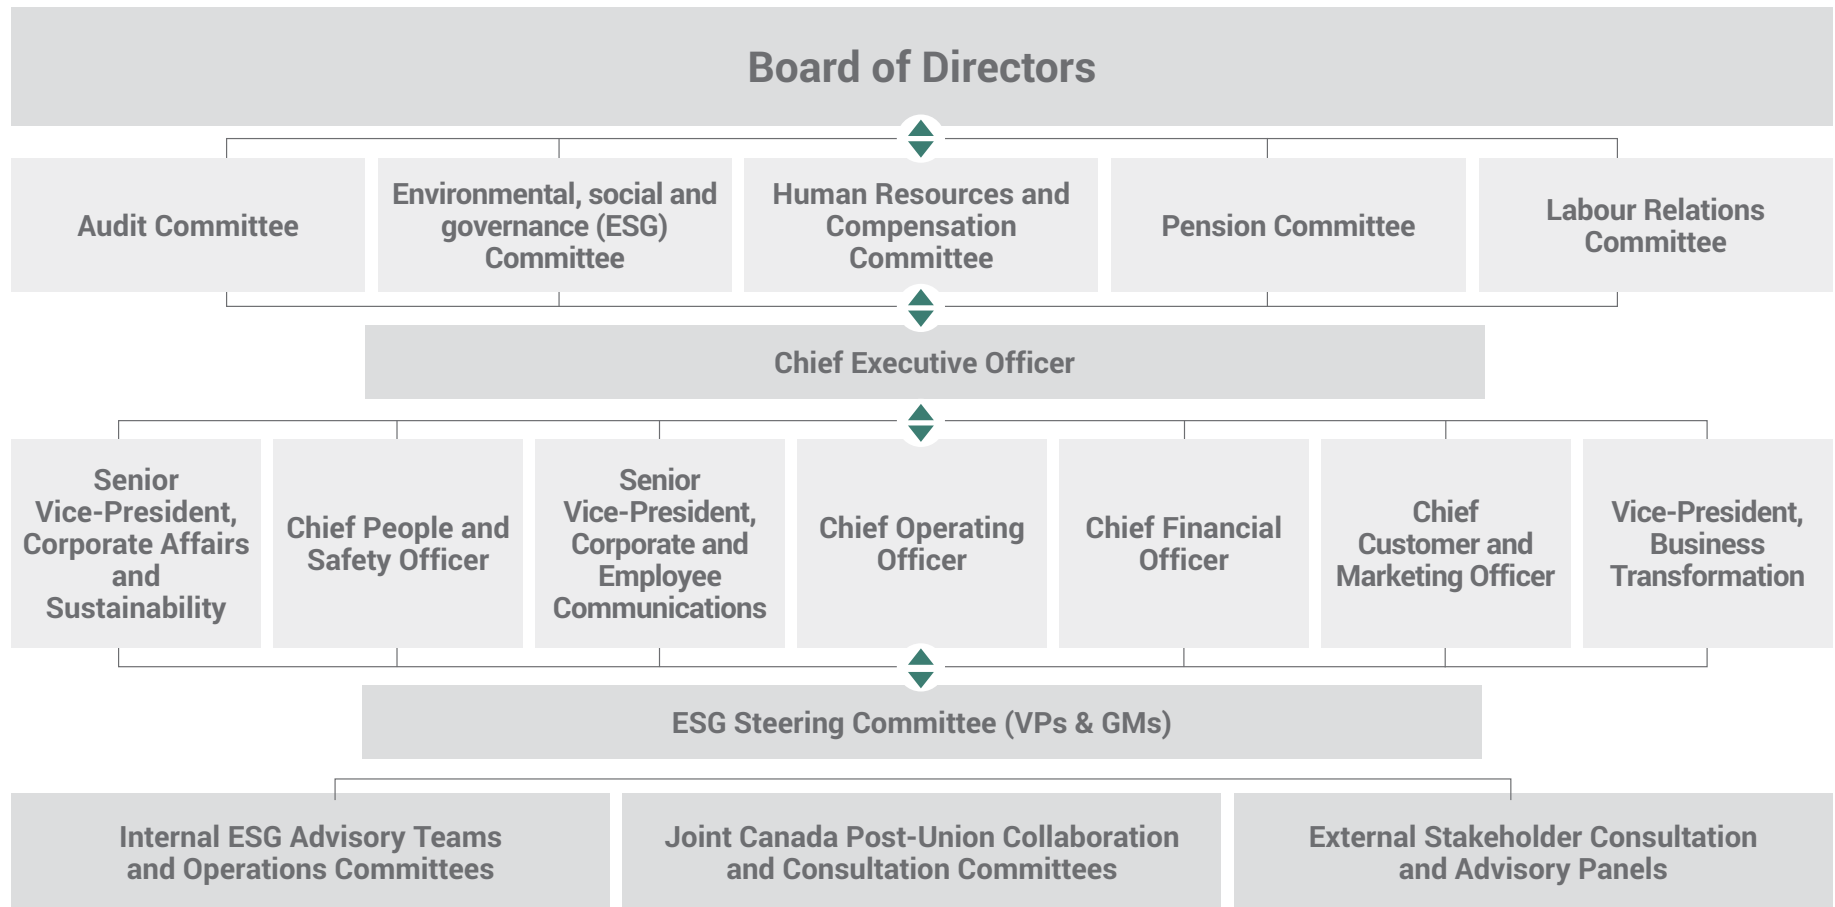 Board of Directors
Audit Committee
Environmental, social and
governance (ESG)
Committee
Human Resources and
Compensation
Committee
Pension Committee
Labour Relations
Committee
Chief Executive Officer
Senior
Vice-President,
Corporate Affairs
and
Sustainability
Chief People and
Safety Officer
Senior
Vice-President,
Corporate and
Employee
Communications
Chief Operating
Officer
Chief Financial
Officer
Chief
Customer and
Marketing Officer
Vice-President,
Business
Transformation
ESG Steering Committee (VPs & GMs)
Internal ESG Advisory Teams
and Operations Committees
Joint Canada Post-Union Collaboration
and Consultation Committees
External Stakeholder Consultation
and Advisory Panels